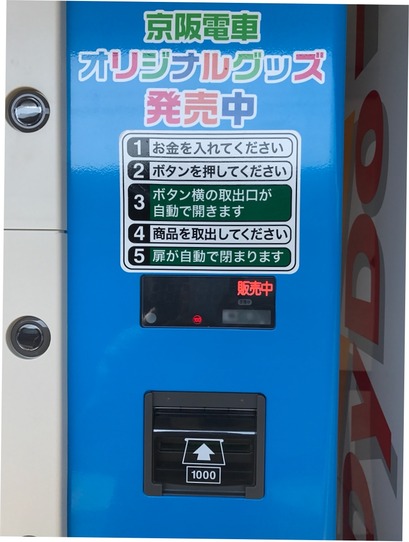 京阪電車
オリジナルグッズ
発売中
1 お金を入れてください
2 ボタンを押してください
3 ボタン横の取出口が
自動で開きます
4 商品を取出してください
5 扉が自動で閉まります
販売中
1000
DyDo